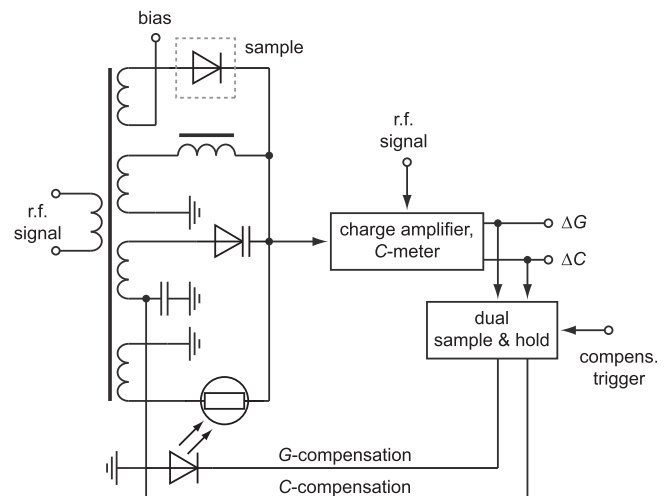 bias
sample
r.f.
signal
r.f.
signal
charge amplifier,
C-meter
ΔG
ΔC
dual
sample & hold
compens.
trigger
G-compensation
C-compensation